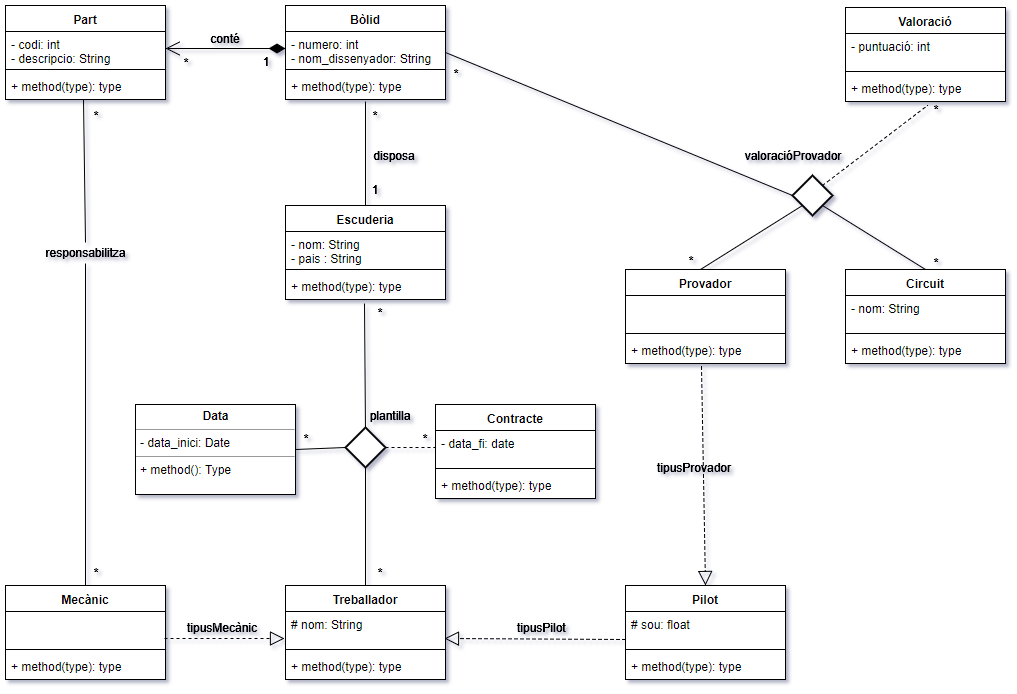 Part
- codi: int
- descripcio: String
+ method(type): type
conté
*
1
Bòlid
- numero: int
- nom_dissenyador: String
+ method(type): type
*
*
Valoració
- puntuació: int
+ method(type): type
*
valoracióProvador
*
disposa
1
responsabilitza
Escuderia
- nom: String
- pais : String
+ method(type): type
*
*
Provador
+ method(type): type
*
Circuit
- nom: String
+ method(type): type
Data
- data_inici: Date
+ method(): Type
*
plantilla
*
Contracte
- data_fi: date
+ method(type): type
tipusProvador
*
Mecànic
+ method(type): type
tipusMecànic
*
Treballador
# nom: String
+ method(type): type
tipusPilot
Pilot
# sou: float
+ method(type): type